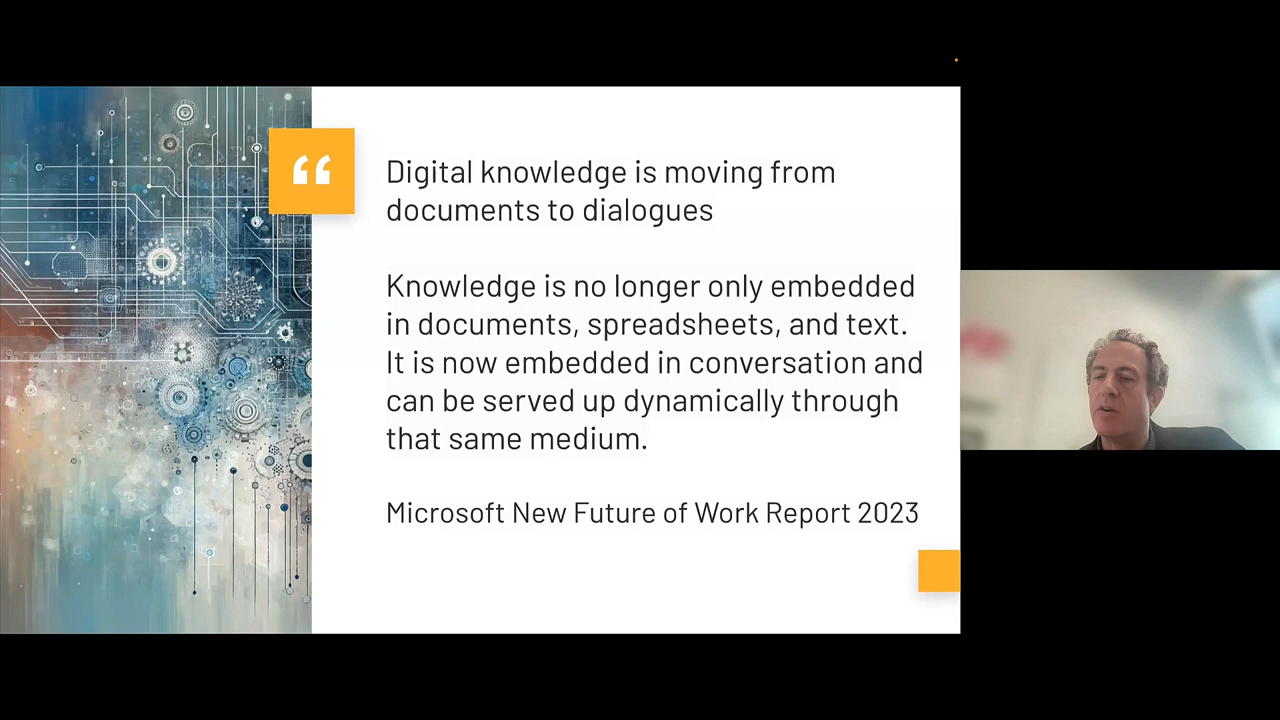 “
Digital knowledge is moving from
documents to dialogues
Knowledge is no longer only embedded
in documents, spreadsheets, and text.
It is now embedded in conversation and
can be served up dynamically through
that same medium.
Microsoft New Future of Work Report 2023